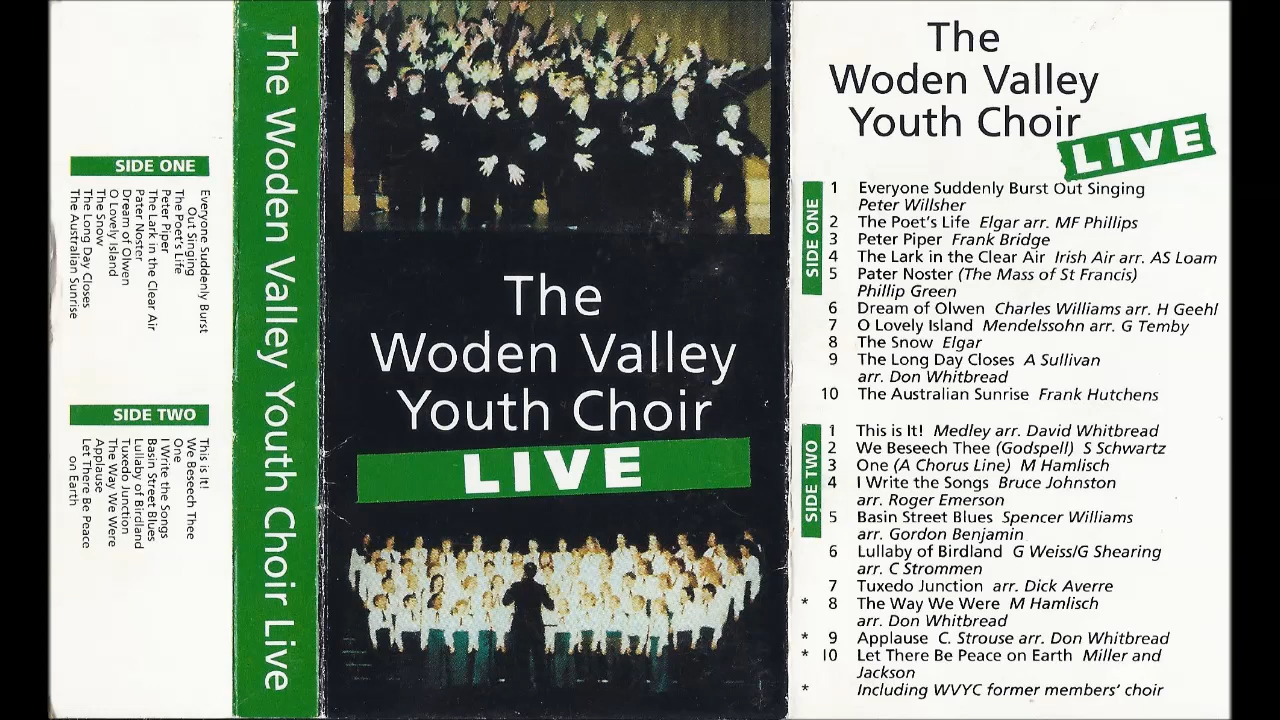 SIDE ONE
Everyone Suddenly Burst
Out Singing
The Poet's Life
Peter Piper
The Lark in the Clear Air
Pater Noster
Dream of Olwen
O Lovely Island
The Snow
The Long Day Closes
The Australian Sunrise
SIDE TWO
This is It!
We Beseech Thee
One
I Write the Songs
Basin Street Blues
Lullaby of Birdland
Tuxedo Junction
The Way We Were
Applause
Let There Be Peace
on Earth
The Woden Valley Youth Choir Live
The
Woden Valley
Youth Choir
LIVE
The
Woden Valley
Youth Choir
LIVE
SIDE ONE
1 Everyone Suddenly Burst Out Singing
Peter Willsher
2 The Poet's Life Elgar arr. MF Phillips
3 Peter Piper Frank Bridge
4 The Lark in the Clear Air Irish Air arr. AS Loam
5 Pater Noster (The Mass of St Francis)
Phillip Green
6 Dream of Olwen Charles Williams arr. H Geehl
7 O Lovely Island Mendelssohn arr. G Temby
8 The Snow Elgar
9 The Long Day Closes A Sullivan
arr. Don Whitbread
10 The Australian Sunrise Frank Hutchens
SIDE TWO
1 This is It! Medley arr. David Whitbread
2 We Beseech Thee (Godspell) S Schwartz
3 One (A Chorus Line) M Hamlisch
4 I Write the Songs Bruce Johnston
arr. Roger Emerson
5 Basin Street Blues Spencer Williams
arr. Gordon Benjamin
6 Lullaby of Birdland G Weiss/G Shearing
arr. C Strommen
7 Tuxedo Junction arr. Dick Averre
* 8 The Way We Were M Hamlisch
arr. Don Whitbread
* 9 Applause C. Strouse arr. Don Whitbread
* 10 Let There Be Peace on Earth Miller and
Jackson
* Including WVYC former members' choir